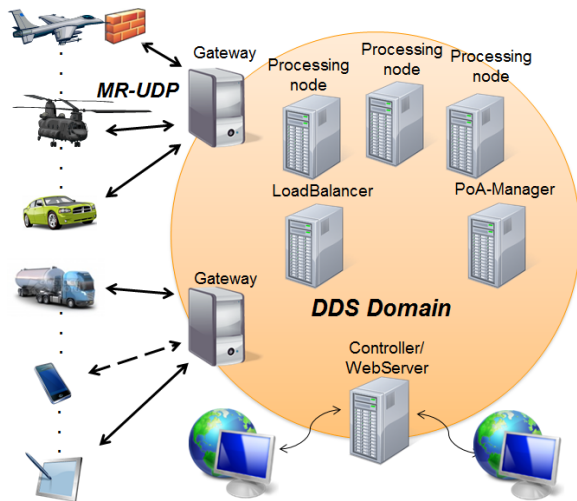 Gateway
MR-UDP
Processing
node
Processing
node
Processing
node
LoadBalancer
PoA-Manager
Gateway
DDS Domain
Controller/
WebServer